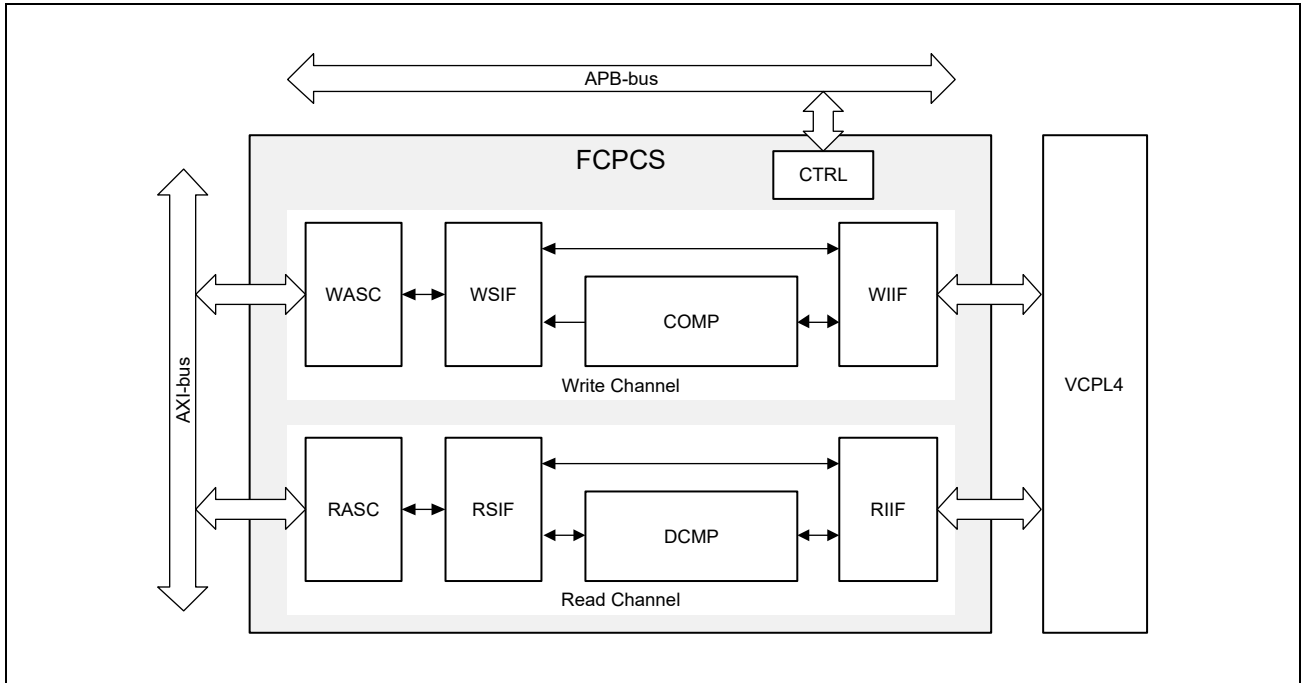 APB-bus
FCPCS
CTRL
AXI-bus
WASC
WSIF
COMP
WIIF
Write Channel
VCPL4
RASC
RSIF
DCMP
RIIF
Read Channel